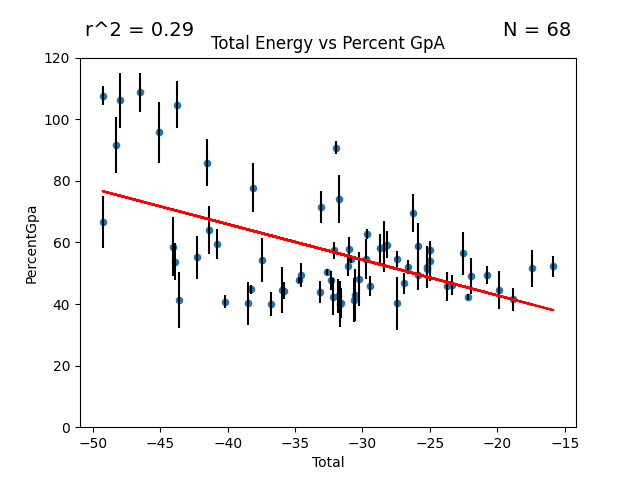 r^2 = 0.29
N = 68
Total Energy vs Percent GpA
120
100
80
60
40
20
0
PercentGpa
−50 −45 −40 −35 −30 −25 −20 −15
Total